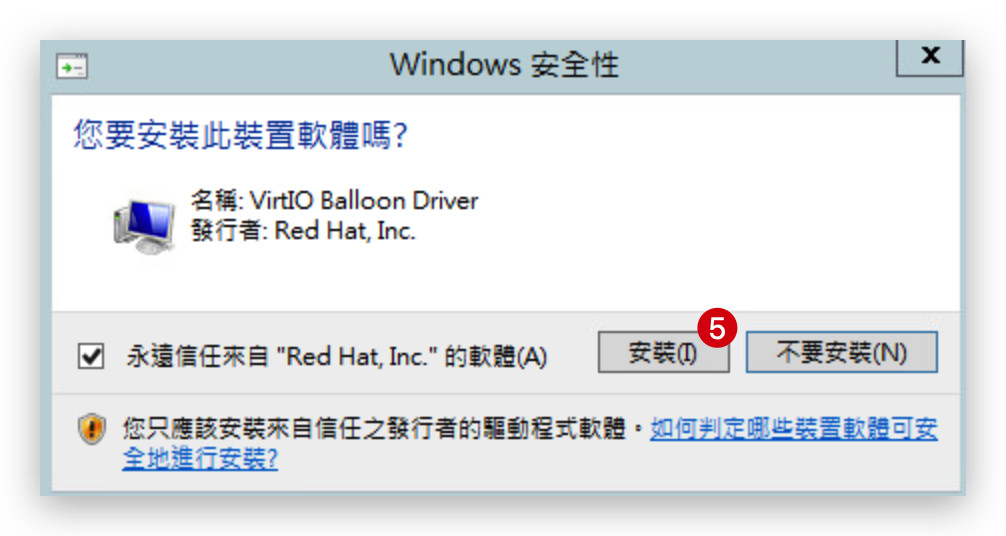 Windows 安全性
x
您要安裝此裝置軟體嗎?
名稱: VirtIO Balloon Driver
發行者: Red Hat, Inc.
永遠信任來自 "Red Hat, Inc." 的軟體(A)
安裝(I)
5
不要安裝(N)
您只應該安裝來自信任之發行者的驅動程式軟體。如何判定哪些裝置軟體可安
全地進行安裝?